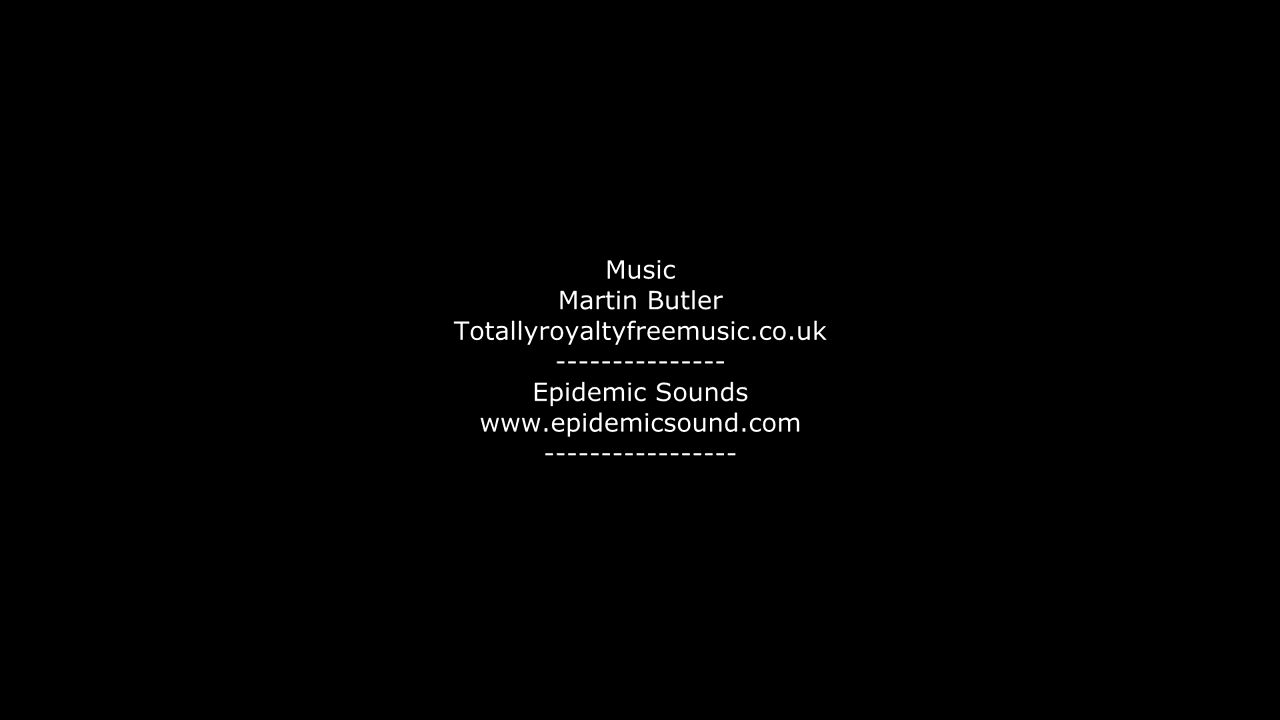 Music
Martin Butler
Totallyroyaltyfreemusic.co.uk
---------------
Epidemic Sounds
www.epidemicsound.com
-----------------